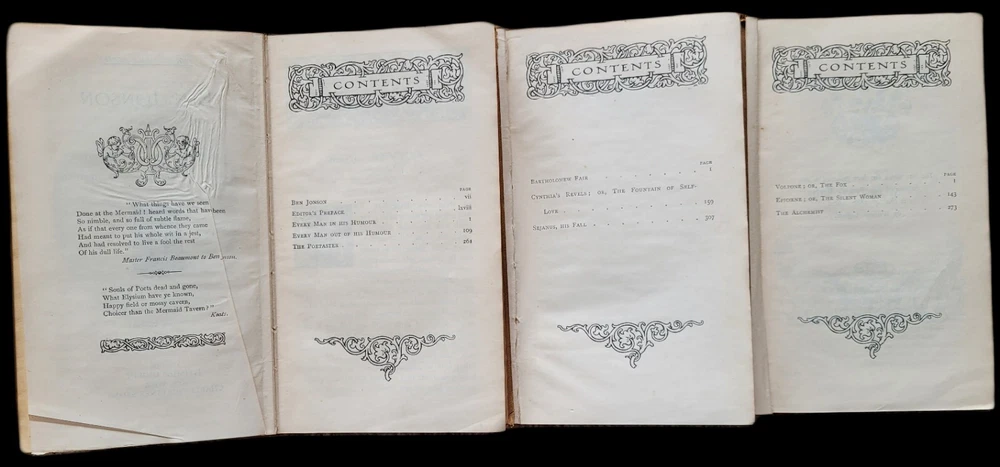 "What things have we seen
Done at the Mermaid! heard words that have been
So nimble, and so full of subtle flame,
As if that every one from whence they came
Had meant to put his whole wit in a jest,
And had resolved to live a fool the rest
Of his dull life."
Master Francis Beaumont to Ben Jonson.
"Souls of Poets dead and gone,
What Elysium have ye known,
Happy field or mossy cavern,
Choicer than the Mermaid Tavern?"
Keats.
CONTENTS
PAGE
BEN JONSON vii
EDITOR'S PREFACE lxviii
EVERY MAN IN HIS HUMOUR 1
EVERY MAN OUT OF HIS HUMOUR 109
THE POETASTER 262
CONTENTS
PAGE
BARTHOLOMEW FAIR 1
CYNTHIA'S REVELS; OR, THE FOUNTAIN OF SELF-
LOVE 159
SEJANUS, HIS FALL 307
CONTENTS
PAGE
VOLPONE; OR, THE FOX 1
EPICENE; OR, THE SILENT WOMAN 143
THE ALCHEMIST 273